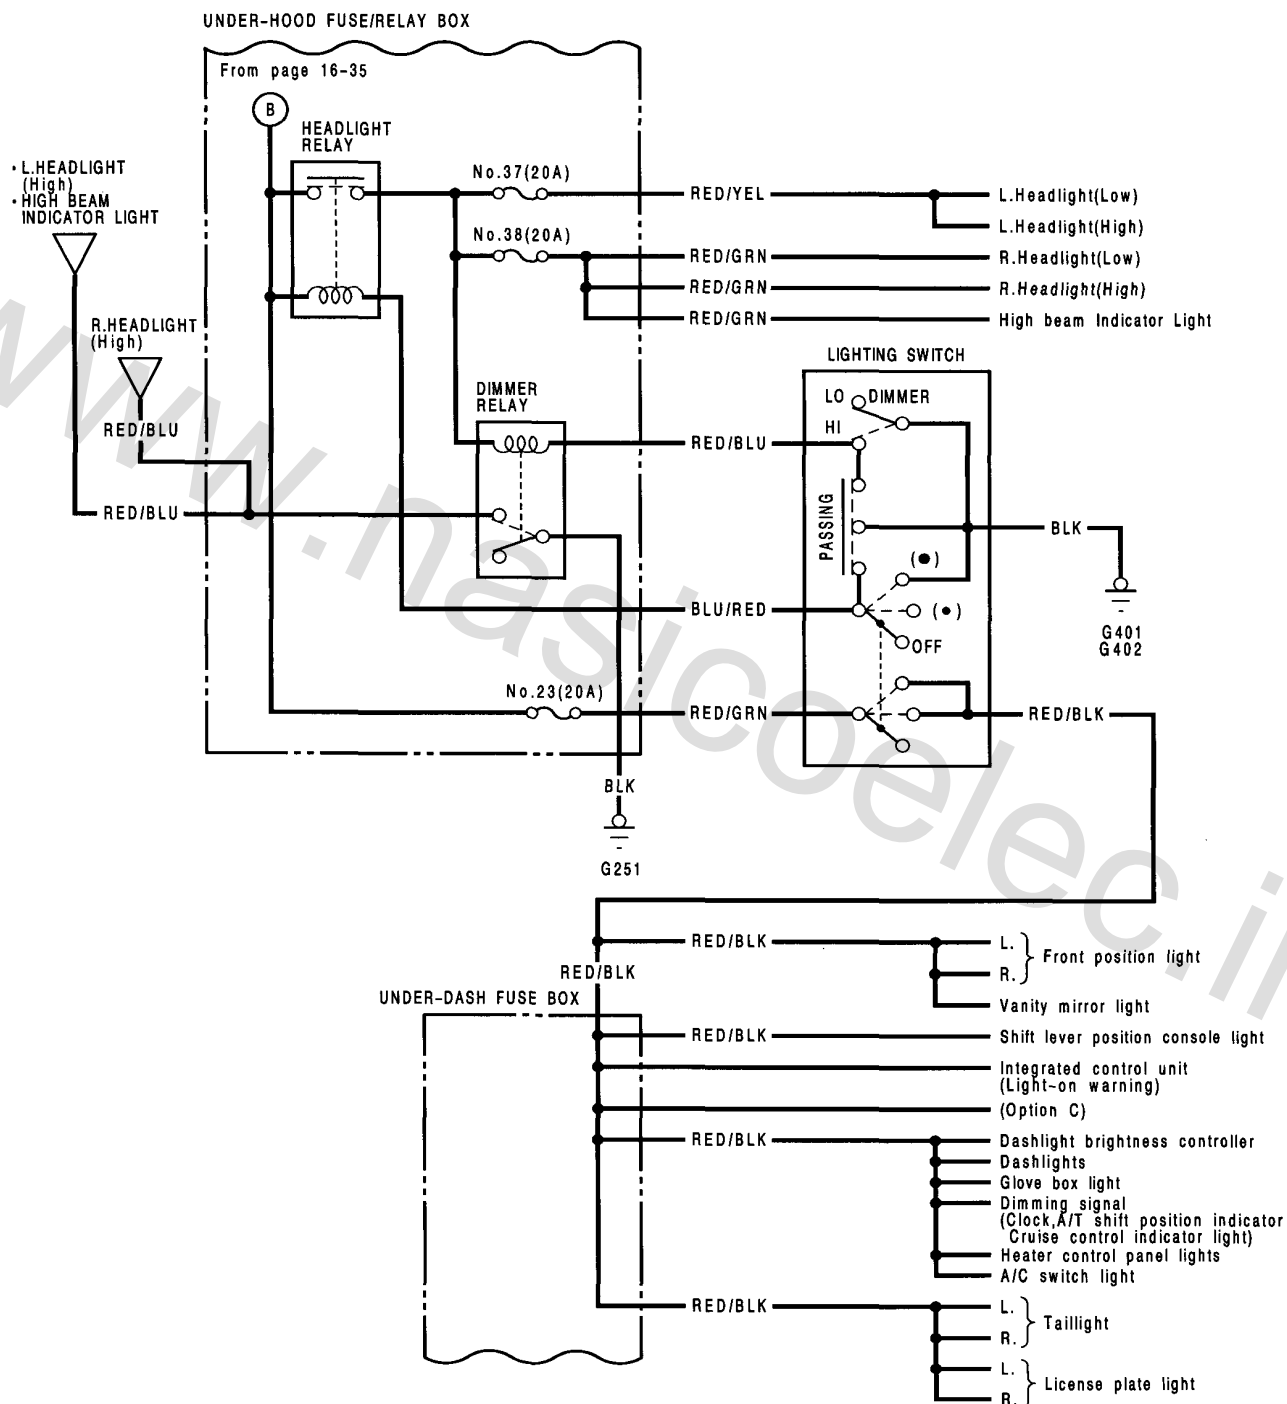 UNDER-HOOD FUSE/RELAY BOX
From page 16-35
B
HEADLIGHT
RELAY
• L.HEADLIGHT
(High)
• HIGH BEAM
INDICATOR LIGHT
No.37(20A)
RED/YEL
L.Headlight(Low)
L.Headlight(High)
No.38(20A)
RED/GRN
R.Headlight(Low)
RED/GRN
R.Headlight(High)
RED/GRN
High beam Indicator Light
R.HEADLIGHT
(High)
LIGHTING SWITCH
DIMMER
RELAY
LO
DIMMER
HI
RED/BLU
RED/BLU
RED/BLU
PASSING
BLK
(●)
BLU/RED
(•)
OFF
G401
G402
No.23(20A)
RED/GRN
RED/BLK
BLK
G251
RED/BLK
L.
R.
Front position light
RED/BLK
UNDER-DASH FUSE BOX
Vanity mirror light
RED/BLK
Shift lever position console light
Integrated control unit
(Light-on warning)
(Option C)
RED/BLK
Dashlight brightness controller
Dashlights
Glove box light
Dimming signal
(Clock,A/T shift position indicator
Cruise control indicator light)
Heater control panel lights
A/C switch light
RED/BLK
L.
R.
Taillight
L.
R.
License plate light
www.nasicoelec.ir